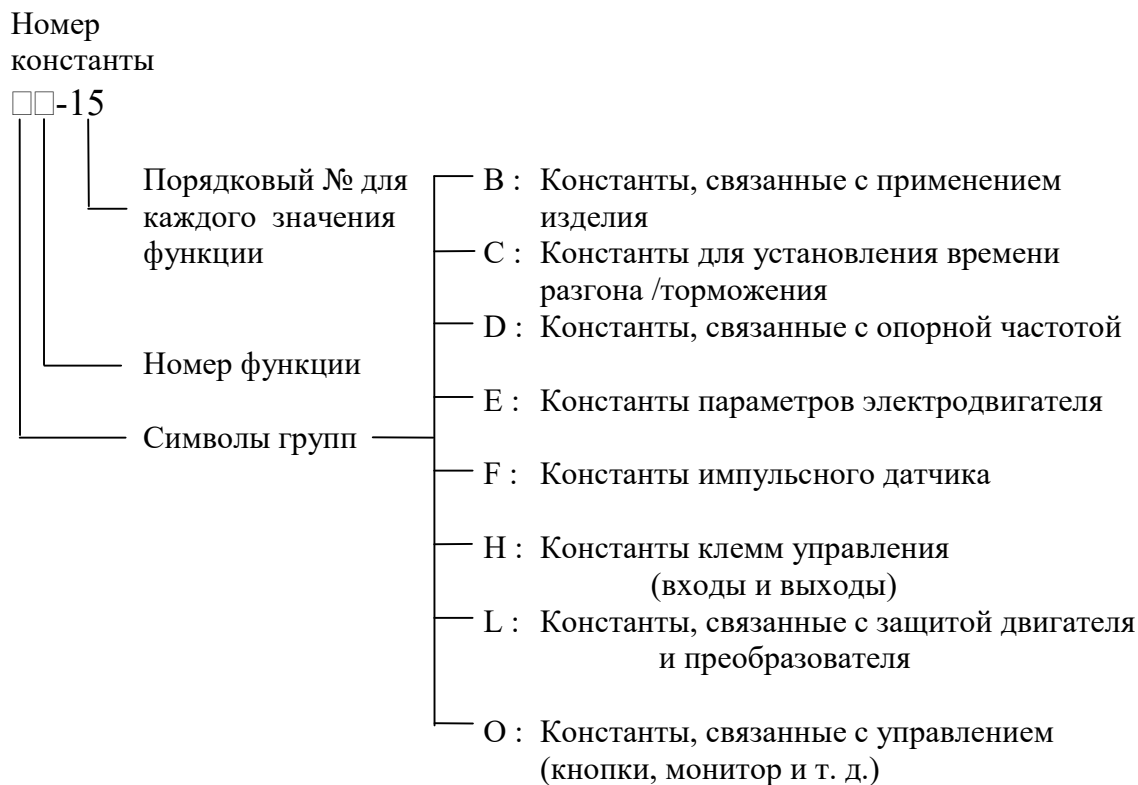 Номер
константы
□□-15
Порядковый № для
каждого значения
функции
Номер функции
Символы групп
B : Константы, связанные с применением
изделия
C : Константы для установления времени
разгона /торможения
D : Константы, связанные с опорной частотой
E : Константы параметров электродвигателя
F : Константы импульсного датчика
H : Константы клемм управления
(входы и выходы)
L : Константы, связанные с защитой двигателя
и преобразователя
O : Константы, связанные с управлением
(кнопки, монитор и т. д.)